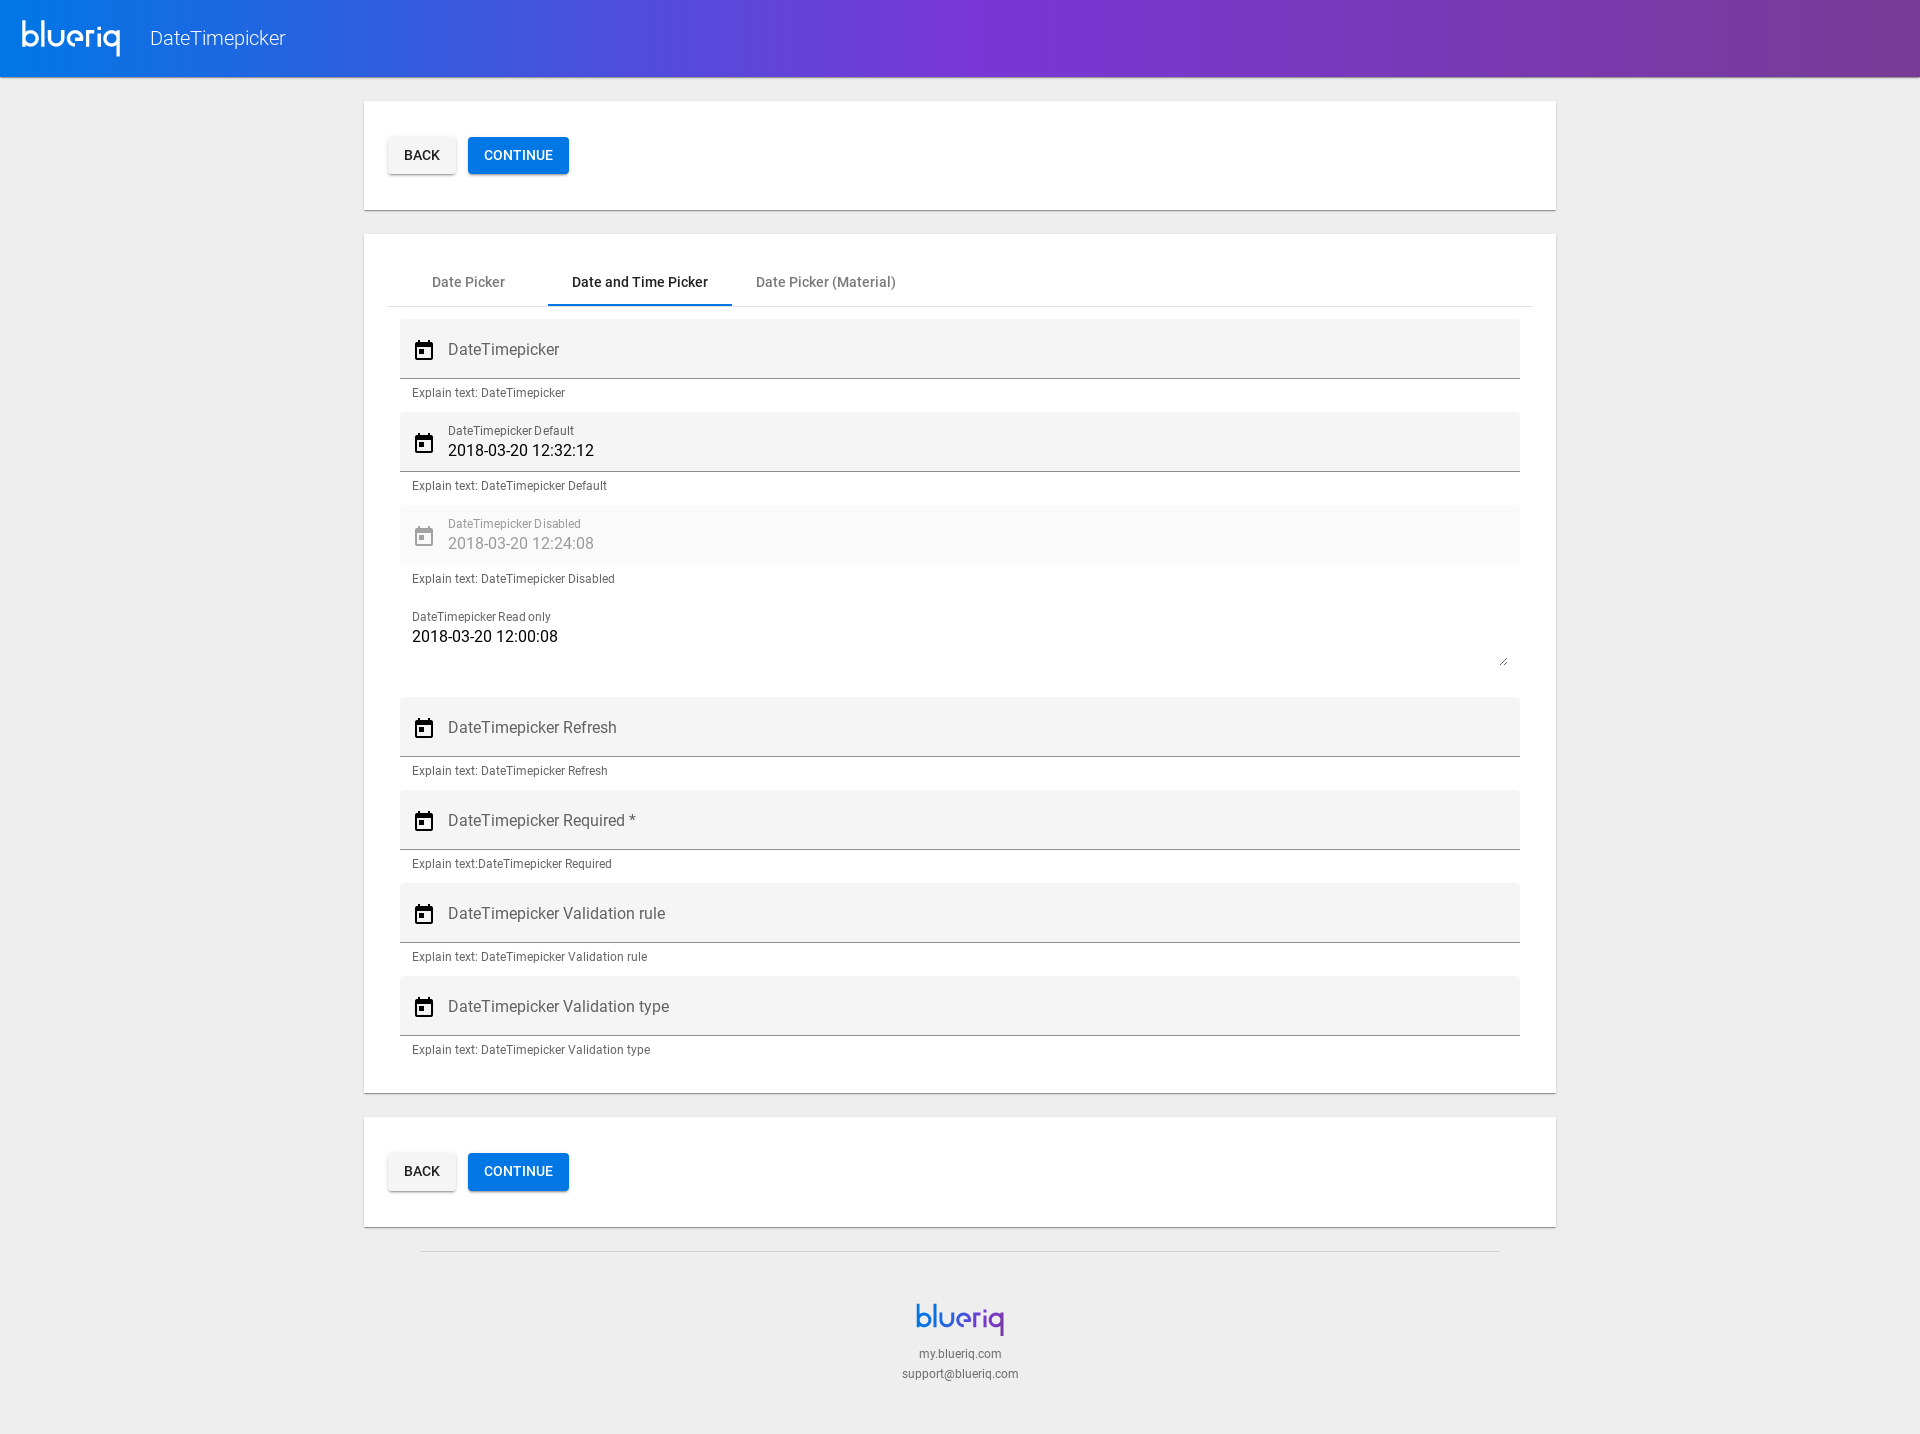 blueriq DateTimepicker
BACK CONTINUE
Date Picker Date and Time Picker Date Picker (Material)
DateTimepicker
Explain text: DateTimepicker
DateTimepicker Default
2018-03-20 12:32:12
Explain text: DateTimepicker Default
DateTimepicker Disabled
2018-03-20 12:24:08
Explain text: DateTimepicker Disabled
DateTimepicker Read only
2018-03-20 12:00:08
DateTimepicker Refresh
Explain text: DateTimepicker Refresh
DateTimepicker Required *
Explain text:DateTimepicker Required
DateTimepicker Validation rule
Explain text: DateTimepicker Validation rule
DateTimepicker Validation type
Explain text: DateTimepicker Validation type
BACK CONTINUE
blueriq
my.blueriq.com
support@blueriq.com